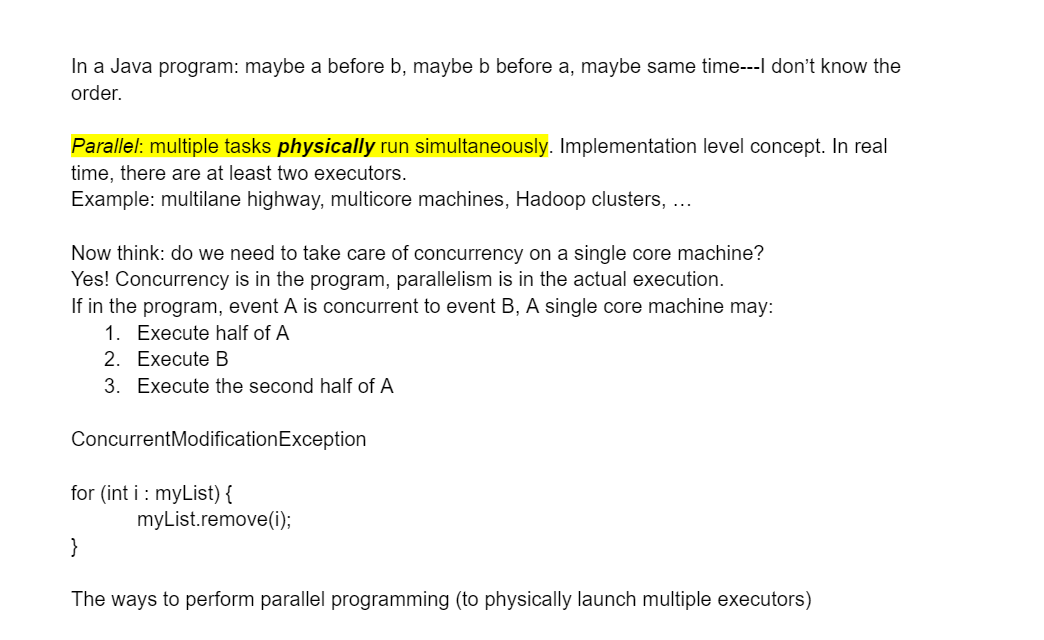 In a Java program: maybe a before b, maybe b before a, maybe same time---I don’t know the
order.
Parallel: multiple tasks physically run simultaneously. Implementation level concept. In real
time, there are at least two executors.
Example: multilane highway, multicore machines, Hadoop clusters, …
Now think: do we need to take care of concurrency on a single core machine?
Yes! Concurrency is in the program, parallelism is in the actual execution.
If in the program, event A is concurrent to event B, A single core machine may:
1. Execute half of A
2. Execute B
3. Execute the second half of A
ConcurrentModificationException
for (int i : myList) {
myList.remove(i);
}
The ways to perform parallel programming (to physically launch multiple executors)